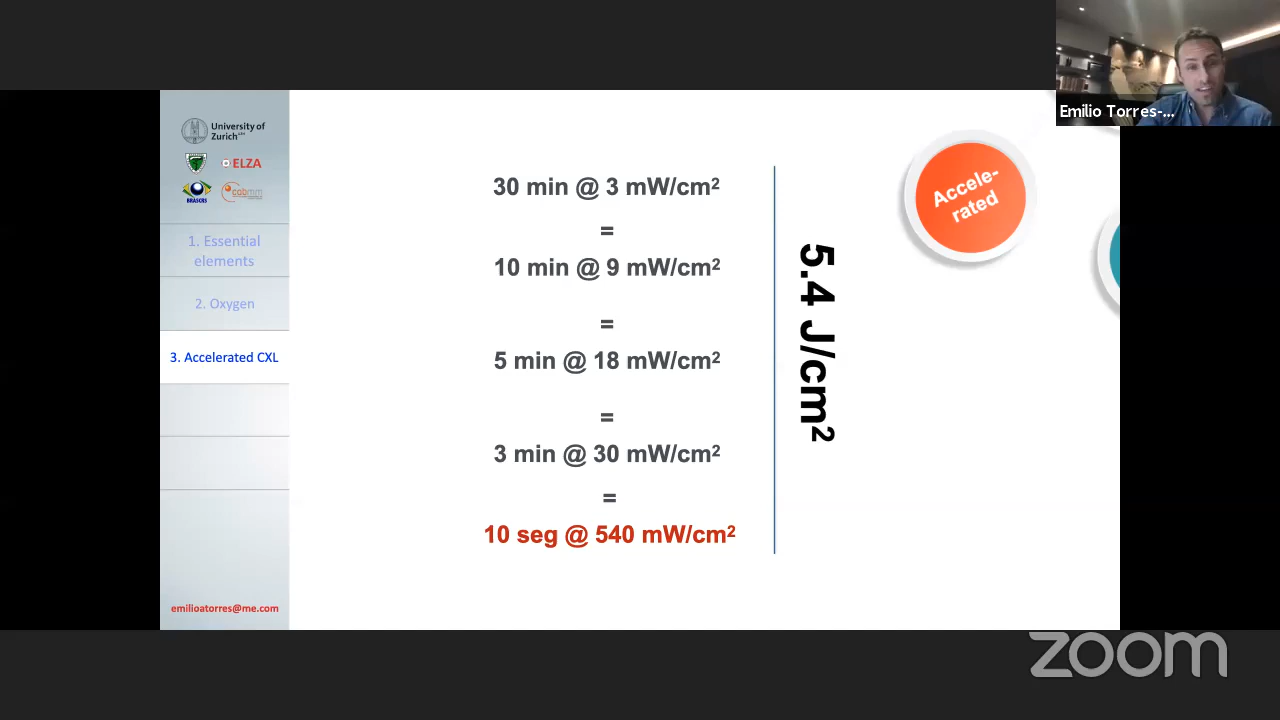 University of
Zurich
ELZA
BRASCRS
cabmm
1. Essential
elements
2. Oxygen
3. Accelerated CXL
emilioatorres@me.com
30 min @ 3 mW/cm²
=
10 min @ 9 mW/cm²
=
5 min @ 18 mW/cm²
=
3 min @ 30 mW/cm²
=
10 seg @ 540 mW/cm²
5.4 J/cm²
Accele-
rated
Emilio Torres-...
zoom